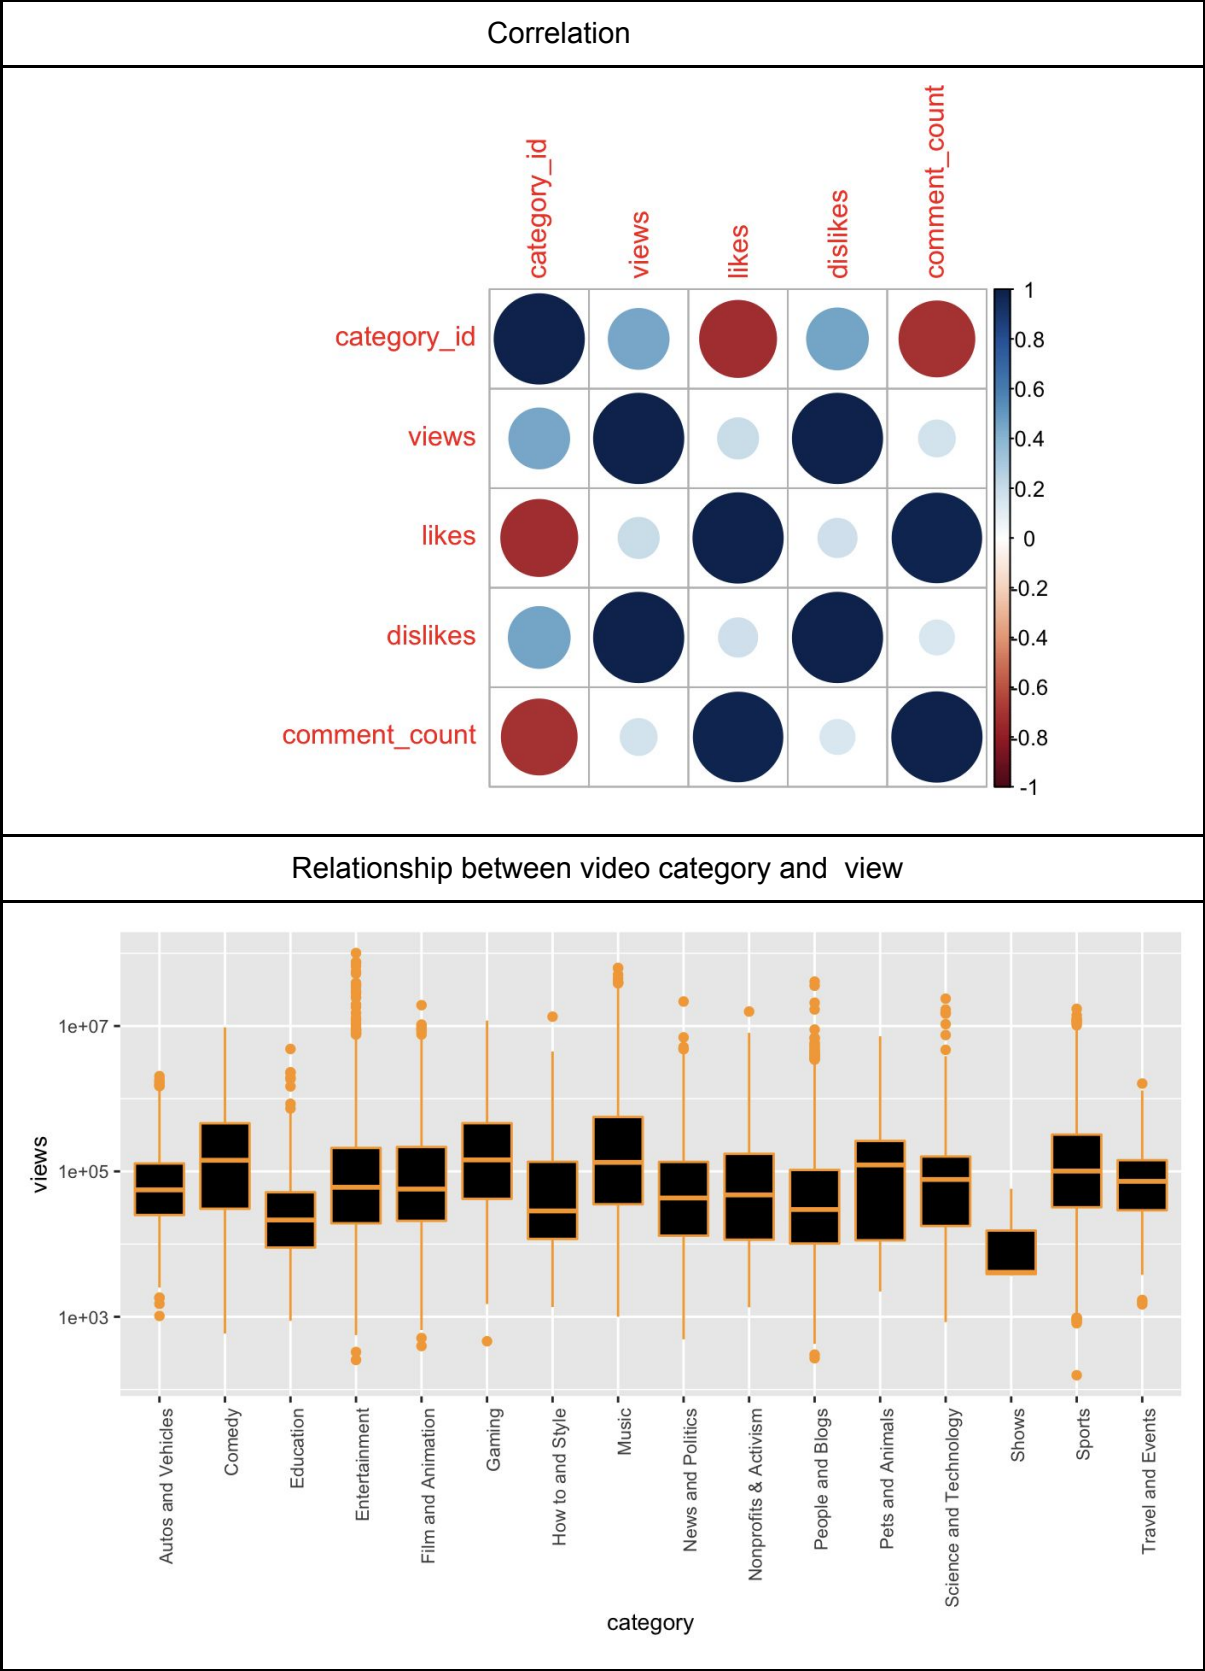 Correlation
category_id
views
likes
dislikes
comment_count
category_id
views
likes
dislikes
comment_count
1
0.8
0.6
0.4
0.2
0
-0.2
-0.4
-0.6
-0.8
-1
Relationship between video category and  view
views
1e+07
1e+05
1e+03
Autos and Vehicles
Comedy
Education
Entertainment
Film and Animation
Gaming
How to and Style
Music
News and Politics
Nonprofits & Activism
People and Blogs
Pets and Animals
Science and Technology
Shows
Sports
Travel and Events
category